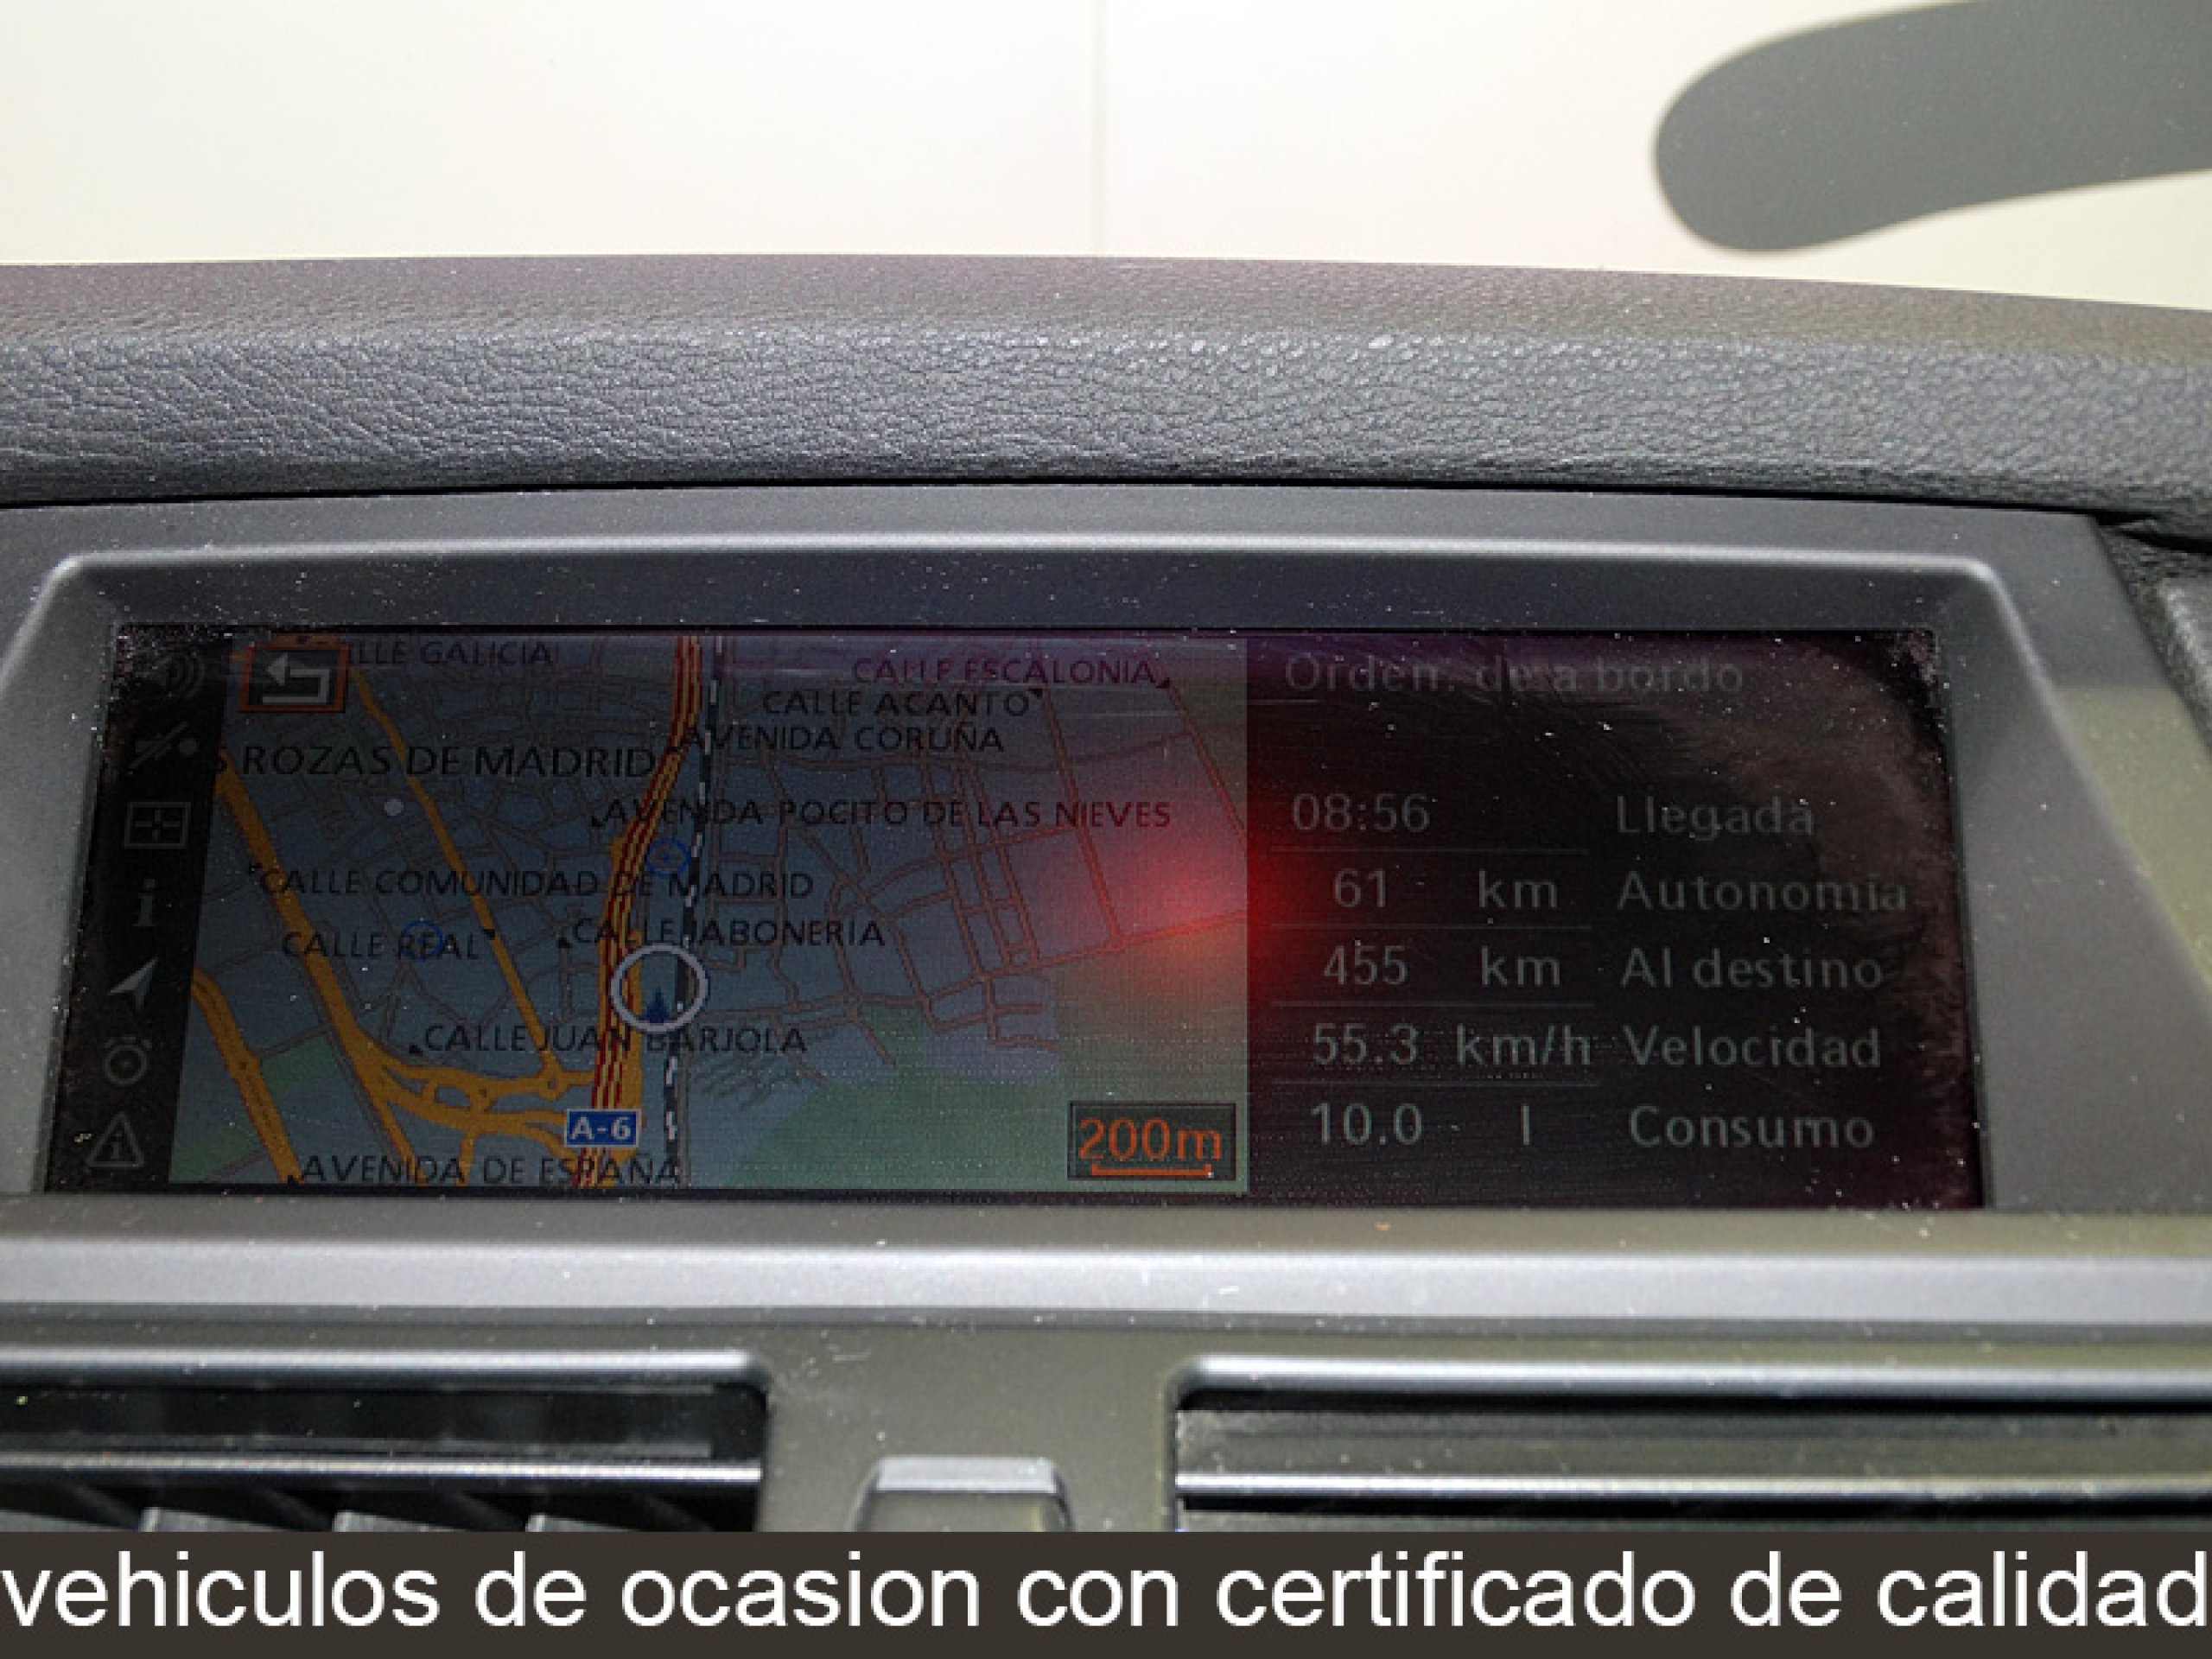 LLE GALICIA
CALLE ESCALONIA
CALLE ACANTO
AVENIDA CORUÑA
ROZAS DE MADRID
AVENIDA POCITO DE LAS NIEVES
CALLE COMUNIDAD DE MADRID
CALLE JABONERIA
CALLE REAL
CALLE JUAN BARJOLA
A-6
200m
AVENIDA DE ESPAÑA
Orden. de a bordo
08:56 Llegada
61 km Autonomía
455 km Al destino
55.3 km/h Velocidad
10.0 l Consumo
vehiculos de ocasion con certificado de calidad